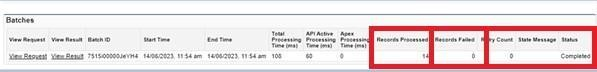 Batches
View Request View Result Batch ID Start Time End Time Total Processing Time (ms) API Active Processing Time (ms) Apex Processing Time (ms) Records Processed Records Failed Retry Count State Message Status
View Request View Result 7515i00000JeYH4 14/06/2023, 11:54 am 14/06/2023, 11:54 am 108 60 0 14 0 0 Completed